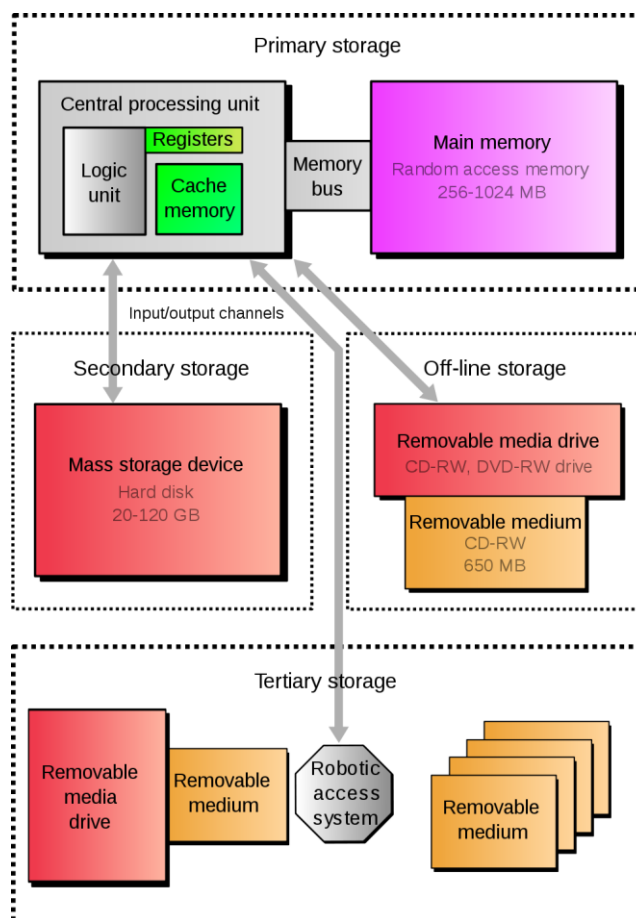 Primary storage
Central processing unit
Registers
Logic
unit
Cache
memory
Memory
bus
Main memory
Random access memory
256-1024 MB
Input/output channels
Secondary storage
Mass storage device
Hard disk
20-120 GB
Off-line storage
Removable media drive
CD-RW, DVD-RW drive
Removable medium
CD-RW
650 MB
Tertiary storage
Removable
media
drive
Removable
medium
Robotic
access
system
Removable
medium